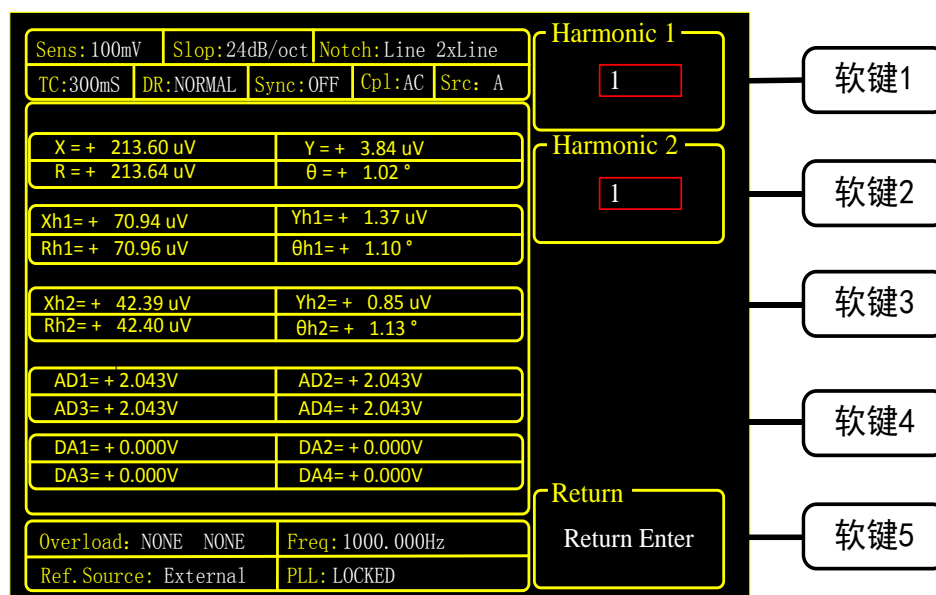 Sens:100mV Slop:24dB/oct Notch:Line 2xLine
TC:300mS DR:NORMAL Sync:OFF Cpl:AC Src: A
X = + 213.60 uV Y = + 3.84 uV
R = + 213.64 uV θ = + 1.02 °
Xh1= + 70.94 uV Yh1= + 1.37 uV
Rh1= + 70.96 uV θh1= + 1.10 °
Xh2= + 42.39 uV Yh2= + 0.85 uV
Rh2= + 42.40 uV θh2= + 1.13 °
AD1= + 2.043V AD2= + 2.043V
AD3= + 2.043V AD4= + 2.043V
DA1= + 0.000V DA2= + 0.000V
DA3= + 0.000V DA4= + 0.000V
Overload: NONE NONE Freq:1000.000Hz
Ref.Source: External PLL:LOCKED
Harmonic 1
1
Harmonic 2
1
Return
Return Enter
软键1
软键2
软键3
软键4
软键5